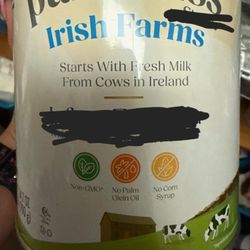 Irish Farms
Starts With Fresh Milk
From Cows in Ireland
Non-GMO*
No Palm
Olein Oil
No Corn
Syrup